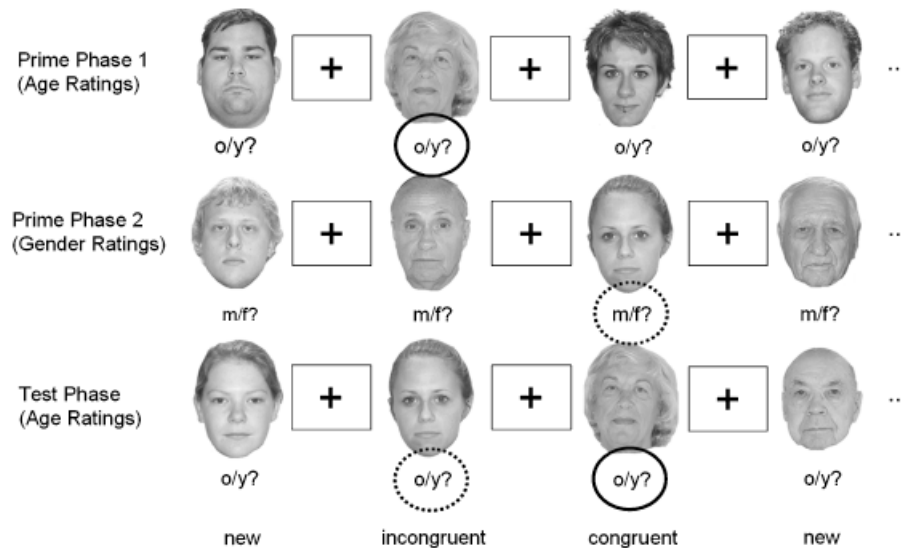 Prime Phase 1
(Age Ratings)
+ + + ..
o/y? o/y? o/y? o/y?
Prime Phase 2
(Gender Ratings)
+ + + ..
m/f? m/f? m/f? m/f?
Test Phase
(Age Ratings)
+ + + ..
o/y? o/y? o/y? o/y?
new incongruent congruent new